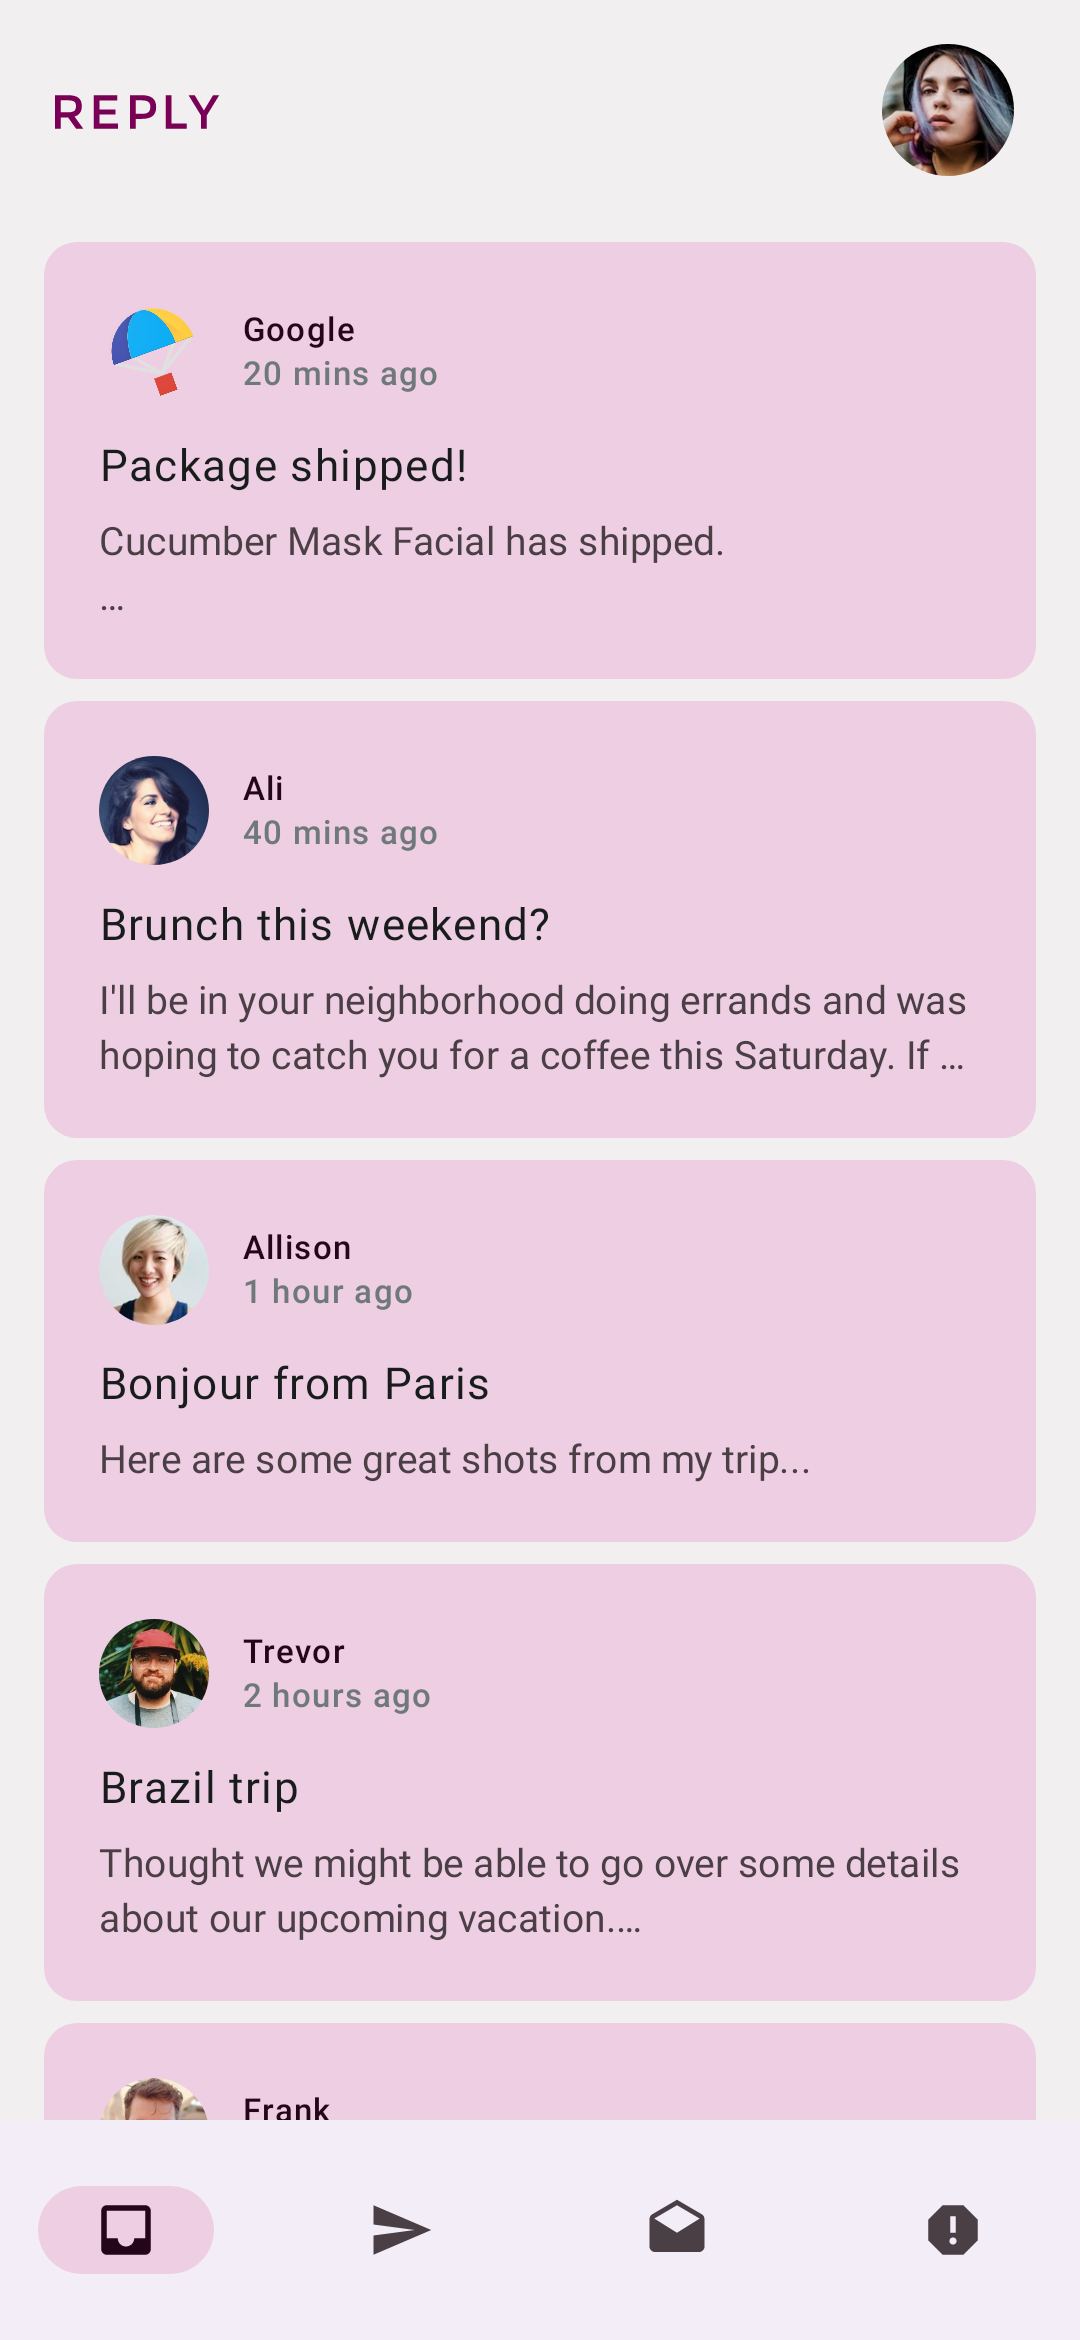 REPLY
Google
20 mins ago
Package shipped!
Cucumber Mask Facial has shipped.
…
Ali
40 mins ago
Brunch this weekend?
I'll be in your neighborhood doing errands and was
hoping to catch you for a coffee this Saturday. If …
Allison
1 hour ago
Bonjour from Paris
Here are some great shots from my trip...
Trevor
2 hours ago
Brazil trip
Thought we might be able to go over some details
about our upcoming vacation.…
Frank